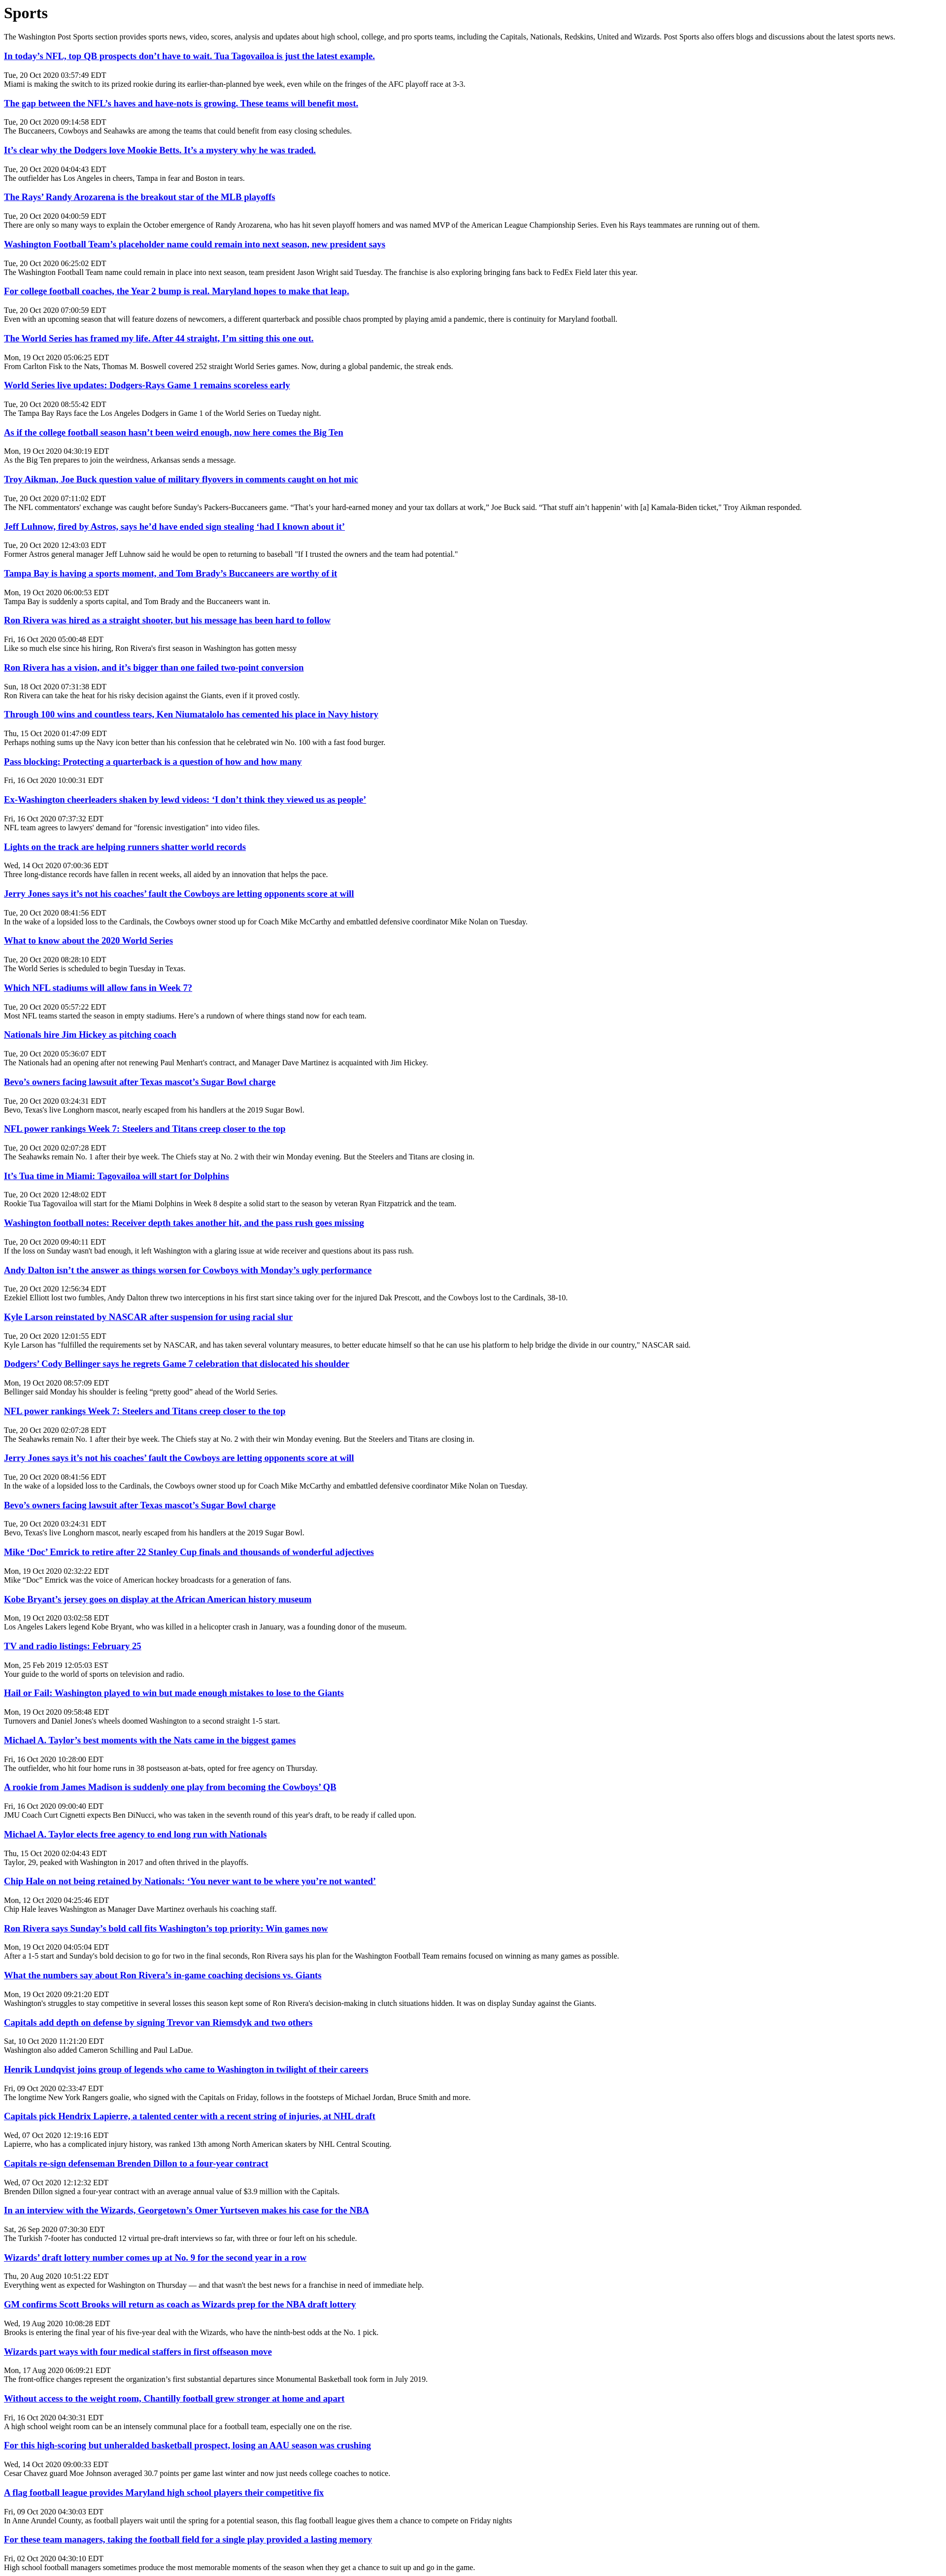 Sports
The Washington Post Sports section provides sports news, video, scores, analysis and updates about high school, college, and pro sports teams, including the Capitals, Nationals, Redskins, United and Wizards. Post Sports also offers blogs and discussions about the latest sports news.
In today’s NFL, top QB prospects don’t have to wait. Tua Tagovailoa is just the latest example.
Tue, 20 Oct 2020 03:57:49 EDT
Miami is making the switch to its prized rookie during its earlier-than-planned bye week, even while on the fringes of the AFC playoff race at 3-3.
The gap between the NFL’s haves and have-nots is growing. These teams will benefit most.
Tue, 20 Oct 2020 09:14:58 EDT
The Buccaneers, Cowboys and Seahawks are among the teams that could benefit from easy closing schedules.
It’s clear why the Dodgers love Mookie Betts. It’s a mystery why he was traded.
Tue, 20 Oct 2020 04:04:43 EDT
The outfielder has Los Angeles in cheers, Tampa in fear and Boston in tears.
The Rays’ Randy Arozarena is the breakout star of the MLB playoffs
Tue, 20 Oct 2020 04:00:59 EDT
There are only so many ways to explain the October emergence of Randy Arozarena, who has hit seven playoff homers and was named MVP of the American League Championship Series. Even his Rays teammates are running out of them.
Washington Football Team’s placeholder name could remain into next season, new president says
Tue, 20 Oct 2020 06:25:02 EDT
The Washington Football Team name could remain in place into next season, team president Jason Wright said Tuesday. The franchise is also exploring bringing fans back to FedEx Field later this year.
For college football coaches, the Year 2 bump is real. Maryland hopes to make that leap.
Tue, 20 Oct 2020 07:00:59 EDT
Even with an upcoming season that will feature dozens of newcomers, a different quarterback and possible chaos prompted by playing amid a pandemic, there is continuity for Maryland football.
The World Series has framed my life. After 44 straight, I’m sitting this one out.
Mon, 19 Oct 2020 05:06:25 EDT
From Carlton Fisk to the Nats, Thomas M. Boswell covered 252 straight World Series games. Now, during a global pandemic, the streak ends.
World Series live updates: Dodgers-Rays Game 1 remains scoreless early
Tue, 20 Oct 2020 08:55:42 EDT
The Tampa Bay Rays face the Los Angeles Dodgers in Game 1 of the World Series on Tueday night.
As if the college football season hasn’t been weird enough, now here comes the Big Ten
Mon, 19 Oct 2020 04:30:19 EDT
As the Big Ten prepares to join the weirdness, Arkansas sends a message.
Troy Aikman, Joe Buck question value of military flyovers in comments caught on hot mic
Tue, 20 Oct 2020 07:11:02 EDT
The NFL commentators' exchange was caught before Sunday's Packers-Buccaneers game. “That’s your hard-earned money and your tax dollars at work,” Joe Buck said. “That stuff ain’t happenin’ with [a] Kamala-Biden ticket," Troy Aikman responded.
Jeff Luhnow, fired by Astros, says he’d have ended sign stealing ‘had I known about it’
Tue, 20 Oct 2020 12:43:03 EDT
Former Astros general manager Jeff Luhnow said he would be open to returning to baseball "If I trusted the owners and the team had potential."
Tampa Bay is having a sports moment, and Tom Brady’s Buccaneers are worthy of it
Mon, 19 Oct 2020 06:00:53 EDT
Tampa Bay is suddenly a sports capital, and Tom Brady and the Buccaneers want in.
Ron Rivera was hired as a straight shooter, but his message has been hard to follow
Fri, 16 Oct 2020 05:00:48 EDT
Like so much else since his hiring, Ron Rivera's first season in Washington has gotten messy
Ron Rivera has a vision, and it’s bigger than one failed two-point conversion
Sun, 18 Oct 2020 07:31:38 EDT
Ron Rivera can take the heat for his risky decision against the Giants, even if it proved costly.
Through 100 wins and countless tears, Ken Niumatalolo has cemented his place in Navy history
Thu, 15 Oct 2020 01:47:09 EDT
Perhaps nothing sums up the Navy icon better than his confession that he celebrated win No. 100 with a fast food burger.
Pass blocking: Protecting a quarterback is a question of how and how many
Fri, 16 Oct 2020 10:00:31 EDT
Ex-Washington cheerleaders shaken by lewd videos: ‘I don’t think they viewed us as people’
Fri, 16 Oct 2020 07:37:32 EDT
NFL team agrees to lawyers' demand for "forensic investigation" into video files.
Lights on the track are helping runners shatter world records
Wed, 14 Oct 2020 07:00:36 EDT
Three long-distance records have fallen in recent weeks, all aided by an innovation that helps the pace.
Jerry Jones says it’s not his coaches’ fault the Cowboys are letting opponents score at will
Tue, 20 Oct 2020 08:41:56 EDT
In the wake of a lopsided loss to the Cardinals, the Cowboys owner stood up for Coach Mike McCarthy and embattled defensive coordinator Mike Nolan on Tuesday.
What to know about the 2020 World Series
Tue, 20 Oct 2020 08:28:10 EDT
The World Series is scheduled to begin Tuesday in Texas.
Which NFL stadiums will allow fans in Week 7?
Tue, 20 Oct 2020 05:57:22 EDT
Most NFL teams started the season in empty stadiums. Here’s a rundown of where things stand now for each team.
Nationals hire Jim Hickey as pitching coach
Tue, 20 Oct 2020 05:36:07 EDT
The Nationals had an opening after not renewing Paul Menhart's contract, and Manager Dave Martinez is acquainted with Jim Hickey.
Bevo’s owners facing lawsuit after Texas mascot’s Sugar Bowl charge
Tue, 20 Oct 2020 03:24:31 EDT
Bevo, Texas's live Longhorn mascot, nearly escaped from his handlers at the 2019 Sugar Bowl.
NFL power rankings Week 7: Steelers and Titans creep closer to the top
Tue, 20 Oct 2020 02:07:28 EDT
The Seahawks remain No. 1 after their bye week. The Chiefs stay at No. 2 with their win Monday evening. But the Steelers and Titans are closing in.
It’s Tua time in Miami: Tagovailoa will start for Dolphins
Tue, 20 Oct 2020 12:48:02 EDT
Rookie Tua Tagovailoa will start for the Miami Dolphins in Week 8 despite a solid start to the season by veteran Ryan Fitzpatrick and the team.
Washington football notes: Receiver depth takes another hit, and the pass rush goes missing
Tue, 20 Oct 2020 09:40:11 EDT
If the loss on Sunday wasn't bad enough, it left Washington with a glaring issue at wide receiver and questions about its pass rush.
Andy Dalton isn’t the answer as things worsen for Cowboys with Monday’s ugly performance
Tue, 20 Oct 2020 12:56:34 EDT
Ezekiel Elliott lost two fumbles, Andy Dalton threw two interceptions in his first start since taking over for the injured Dak Prescott, and the Cowboys lost to the Cardinals, 38-10.
Kyle Larson reinstated by NASCAR after suspension for using racial slur
Tue, 20 Oct 2020 12:01:55 EDT
Kyle Larson has "fulfilled the requirements set by NASCAR, and has taken several voluntary measures, to better educate himself so that he can use his platform to help bridge the divide in our country," NASCAR said.
Dodgers’ Cody Bellinger says he regrets Game 7 celebration that dislocated his shoulder
Mon, 19 Oct 2020 08:57:09 EDT
Bellinger said Monday his shoulder is feeling “pretty good” ahead of the World Series.
NFL power rankings Week 7: Steelers and Titans creep closer to the top
Tue, 20 Oct 2020 02:07:28 EDT
The Seahawks remain No. 1 after their bye week. The Chiefs stay at No. 2 with their win Monday evening. But the Steelers and Titans are closing in.
Jerry Jones says it’s not his coaches’ fault the Cowboys are letting opponents score at will
Tue, 20 Oct 2020 08:41:56 EDT
In the wake of a lopsided loss to the Cardinals, the Cowboys owner stood up for Coach Mike McCarthy and embattled defensive coordinator Mike Nolan on Tuesday.
Bevo’s owners facing lawsuit after Texas mascot’s Sugar Bowl charge
Tue, 20 Oct 2020 03:24:31 EDT
Bevo, Texas's live Longhorn mascot, nearly escaped from his handlers at the 2019 Sugar Bowl.
Mike ‘Doc’ Emrick to retire after 22 Stanley Cup finals and thousands of wonderful adjectives
Mon, 19 Oct 2020 02:32:22 EDT
Mike “Doc” Emrick was the voice of American hockey broadcasts for a generation of fans.
Kobe Bryant’s jersey goes on display at the African American history museum
Mon, 19 Oct 2020 03:02:58 EDT
Los Angeles Lakers legend Kobe Bryant, who was killed in a helicopter crash in January, was a founding donor of the museum.
TV and radio listings: February 25
Mon, 25 Feb 2019 12:05:03 EST
Your guide to the world of sports on television and radio.
Hail or Fail: Washington played to win but made enough mistakes to lose to the Giants
Mon, 19 Oct 2020 09:58:48 EDT
Turnovers and Daniel Jones's wheels doomed Washington to a second straight 1-5 start.
Michael A. Taylor’s best moments with the Nats came in the biggest games
Fri, 16 Oct 2020 10:28:00 EDT
The outfielder, who hit four home runs in 38 postseason at-bats, opted for free agency on Thursday.
A rookie from James Madison is suddenly one play from becoming the Cowboys’ QB
Fri, 16 Oct 2020 09:00:40 EDT
JMU Coach Curt Cignetti expects Ben DiNucci, who was taken in the seventh round of this year's draft, to be ready if called upon.
Michael A. Taylor elects free agency to end long run with Nationals
Thu, 15 Oct 2020 02:04:43 EDT
Taylor, 29, peaked with Washington in 2017 and often thrived in the playoffs.
Chip Hale on not being retained by Nationals: ‘You never want to be where you’re not wanted’
Mon, 12 Oct 2020 04:25:46 EDT
Chip Hale leaves Washington as Manager Dave Martinez overhauls his coaching staff.
Ron Rivera says Sunday’s bold call fits Washington’s top priority: Win games now
Mon, 19 Oct 2020 04:05:04 EDT
After a 1-5 start and Sunday's bold decision to go for two in the final seconds, Ron Rivera says his plan for the Washington Football Team remains focused on winning as many games as possible.
What the numbers say about Ron Rivera’s in-game coaching decisions vs. Giants
Mon, 19 Oct 2020 09:21:20 EDT
Washington's struggles to stay competitive in several losses this season kept some of Ron Rivera's decision-making in clutch situations hidden. It was on display Sunday against the Giants.
Capitals add depth on defense by signing Trevor van Riemsdyk and two others
Sat, 10 Oct 2020 11:21:20 EDT
Washington also added Cameron Schilling and Paul LaDue.
Henrik Lundqvist joins group of legends who came to Washington in twilight of their careers
Fri, 09 Oct 2020 02:33:47 EDT
The longtime New York Rangers goalie, who signed with the Capitals on Friday, follows in the footsteps of Michael Jordan, Bruce Smith and more.
Capitals pick Hendrix Lapierre, a talented center with a recent string of injuries, at NHL draft
Wed, 07 Oct 2020 12:19:16 EDT
Lapierre, who has a complicated injury history, was ranked 13th among North American skaters by NHL Central Scouting.
Capitals re-sign defenseman Brenden Dillon to a four-year contract
Wed, 07 Oct 2020 12:12:32 EDT
Brenden Dillon signed a four-year contract with an average annual value of $3.9 million with the Capitals.
In an interview with the Wizards, Georgetown’s Omer Yurtseven makes his case for the NBA
Sat, 26 Sep 2020 07:30:30 EDT
The Turkish 7-footer has conducted 12 virtual pre-draft interviews so far, with three or four left on his schedule.
Wizards’ draft lottery number comes up at No. 9 for the second year in a row
Thu, 20 Aug 2020 10:51:22 EDT
Everything went as expected for Washington on Thursday — and that wasn't the best news for a franchise in need of immediate help.
GM confirms Scott Brooks will return as coach as Wizards prep for the NBA draft lottery
Wed, 19 Aug 2020 10:08:28 EDT
Brooks is entering the final year of his five-year deal with the Wizards, who have the ninth-best odds at the No. 1 pick.
Wizards part ways with four medical staffers in first offseason move
Mon, 17 Aug 2020 06:09:21 EDT
The front-office changes represent the organization’s first substantial departures since Monumental Basketball took form in July 2019.
Without access to the weight room, Chantilly football grew stronger at home and apart
Fri, 16 Oct 2020 04:30:31 EDT
A high school weight room can be an intensely communal place for a football team, especially one on the rise.
For this high-scoring but unheralded basketball prospect, losing an AAU season was crushing
Wed, 14 Oct 2020 09:00:33 EDT
Cesar Chavez guard Moe Johnson averaged 30.7 points per game last winter and now just needs college coaches to notice.
A flag football league provides Maryland high school players their competitive fix
Fri, 09 Oct 2020 04:30:03 EDT
In Anne Arundel County, as football players wait until the spring for a potential season, this flag football league gives them a chance to compete on Friday nights
For these team managers, taking the football field for a single play provided a lasting memory
Fri, 02 Oct 2020 04:30:10 EDT
High school football managers sometimes produce the most memorable moments of the season when they get a chance to suit up and go in the game.